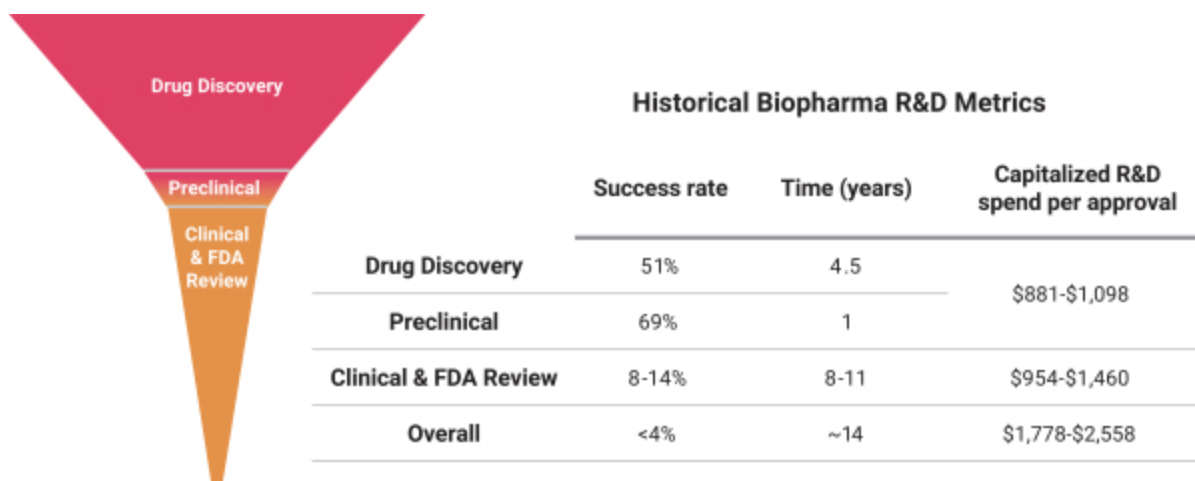 Drug Discovery
Preclinical
Clinical
& FDA
Review
Historical Biopharma R&D Metrics
Success rate Time (years) Capitalized R&D
spend per approval
Drug Discovery 51% 4.5
$881-$1,098
Preclinical 69% 1
Clinical & FDA Review 8-14% 8-11 $954-$1,460
Overall <4% ~14 $1,778-$2,558